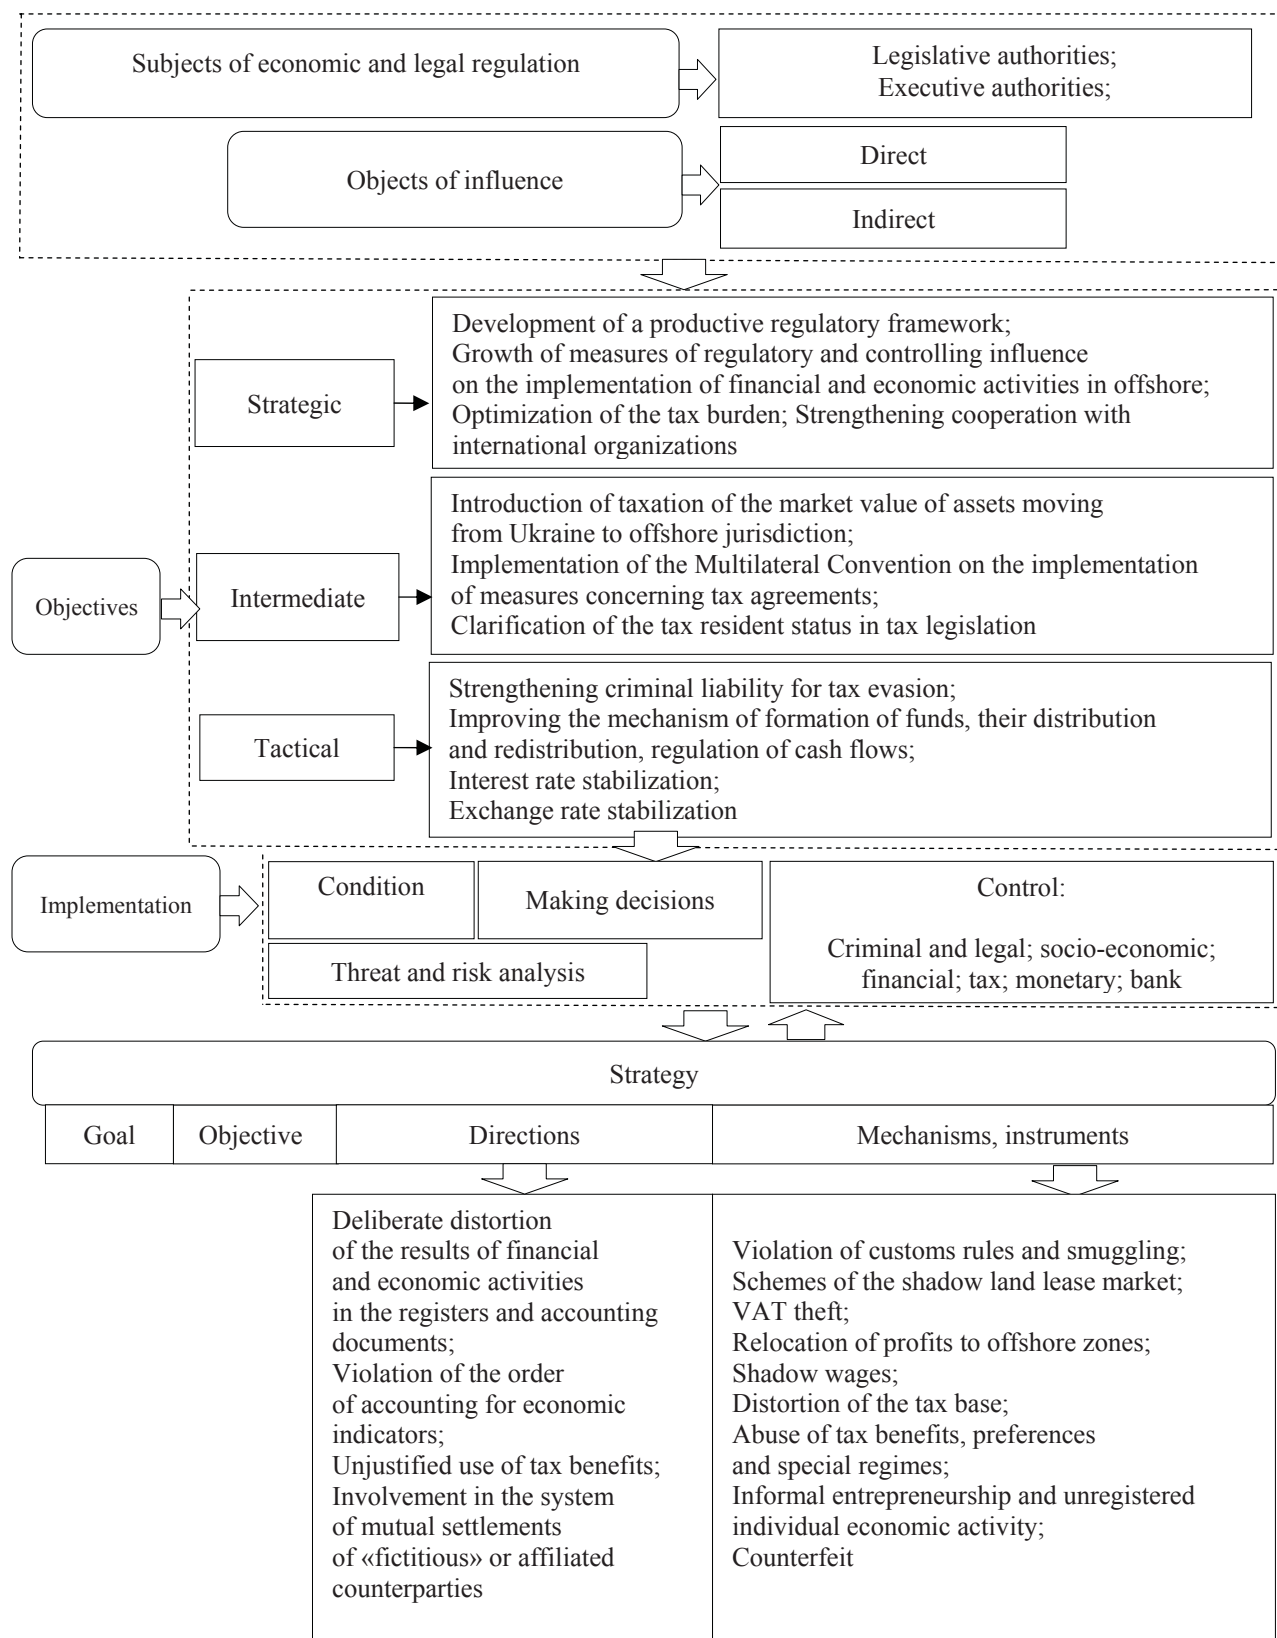 Subjects of economic and legal regulation
Legislative authorities;
Executive authorities;
Objects of influence
Direct
Indirect
Objectives
Strategic
Development of a productive regulatory framework;
Growth of measures of regulatory and controlling influence
on the implementation of financial and economic activities in offshore;
Optimization of the tax burden; Strengthening cooperation with
international organizations
Intermediate
Introduction of taxation of the market value of assets moving
from Ukraine to offshore jurisdiction;
Implementation of the Multilateral Convention on the implementation
of measures concerning tax agreements;
Clarification of the tax resident status in tax legislation
Tactical
Strengthening criminal liability for tax evasion;
Improving the mechanism of formation of funds, their distribution
and redistribution, regulation of cash flows;
Interest rate stabilization;
Exchange rate stabilization
Implementation
Condition
Making decisions
Threat and risk analysis
Control:
Criminal and legal; socio-economic;
financial; tax; monetary; bank
Strategy
Goal
Objective
Directions
Mechanisms, instruments
Deliberate distortion
of the results of financial
and economic activities
in the registers and accounting
documents;
Violation of the order
of accounting for economic
indicators;
Unjustified use of tax benefits;
Involvement in the system
of mutual settlements
of «fictitious» or affiliated
counterparties
Violation of customs rules and smuggling;
Schemes of the shadow land lease market;
VAT theft;
Relocation of profits to offshore zones;
Shadow wages;
Distortion of the tax base;
Abuse of tax benefits, preferences
and special regimes;
Informal entrepreneurship and unregistered
individual economic activity;
Counterfeit